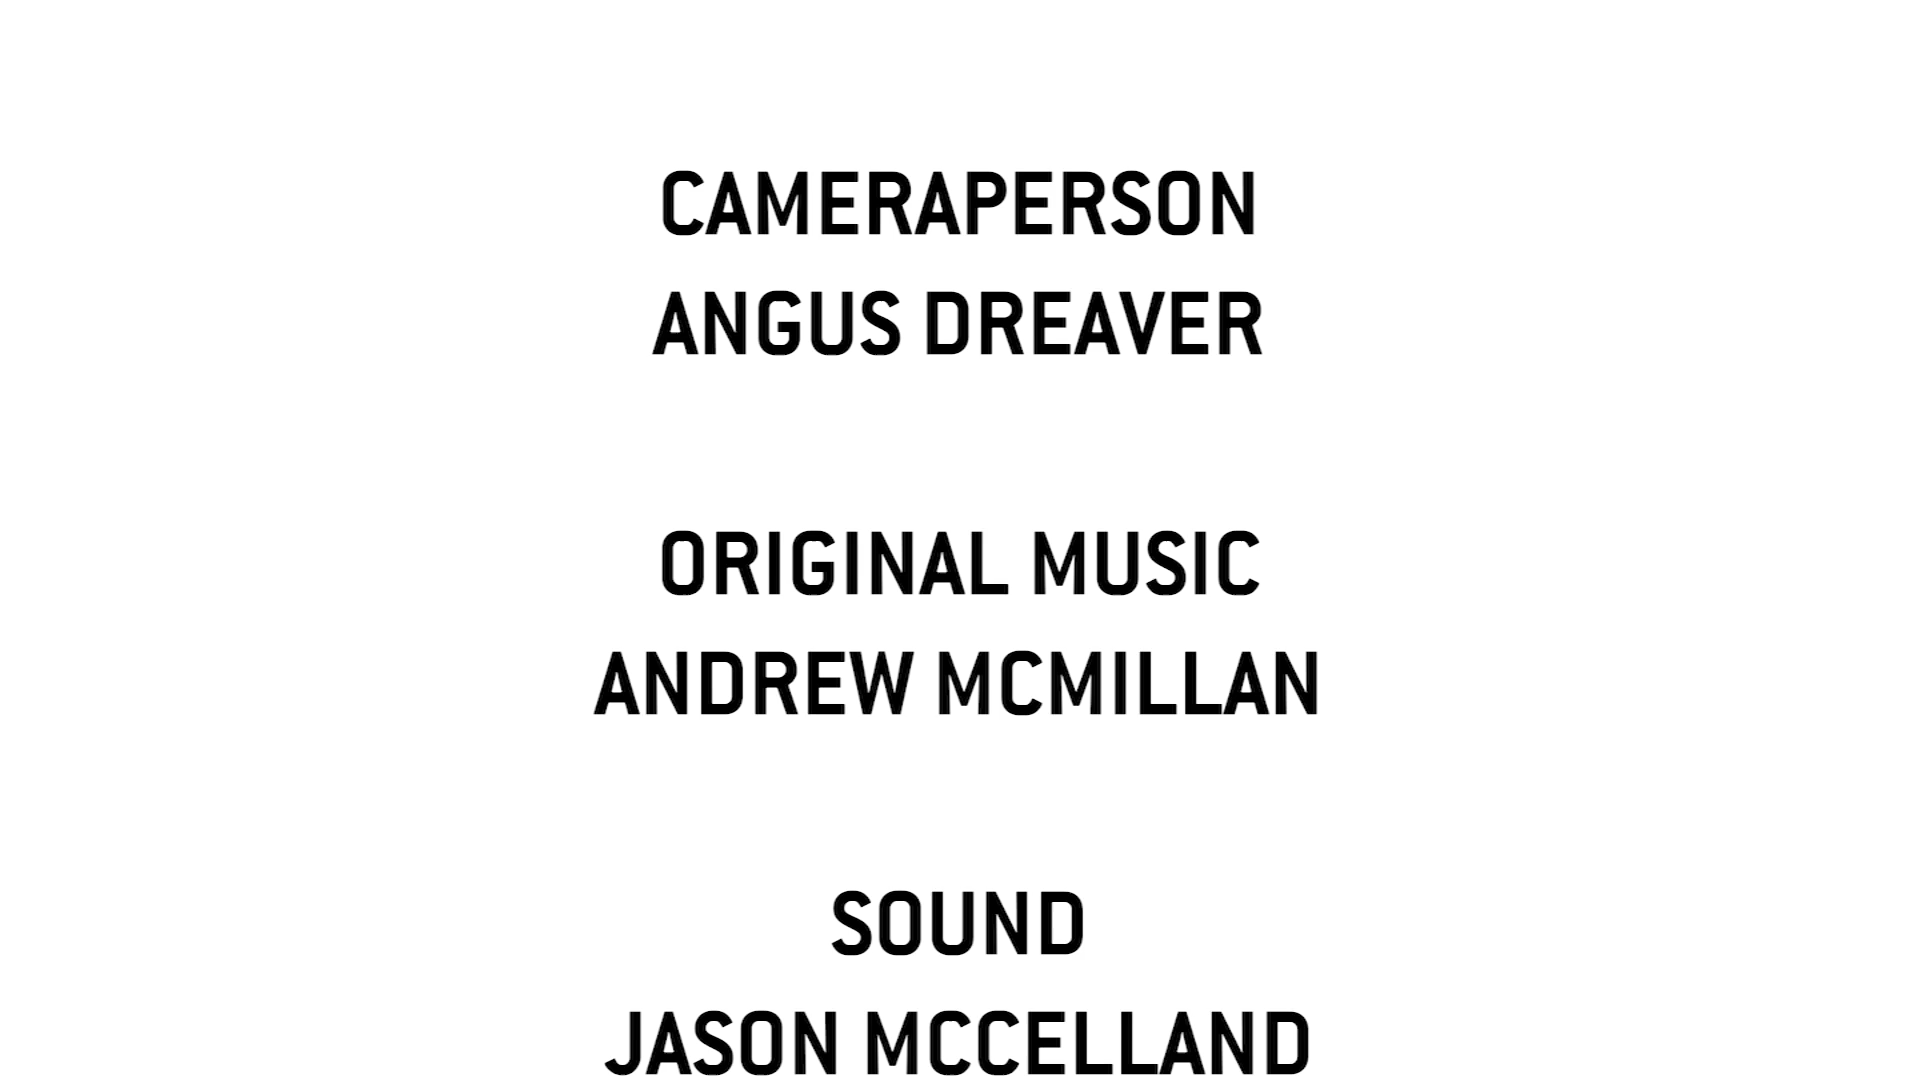 CAMERAPERSON
ANGUS DREAVER
ORIGINAL MUSIC
ANDREW MCMILLAN
SOUND
JASON MCCELLAND